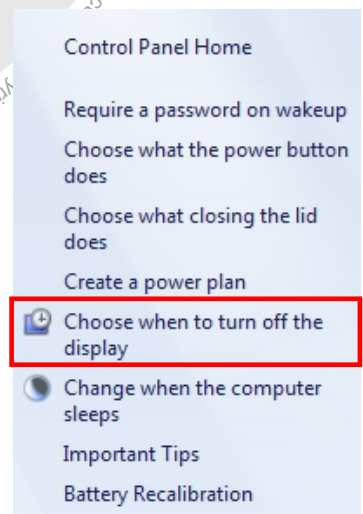 Control Panel Home
Require a password on wakeup
Choose what the power button
does
Choose what closing the lid
does
Create a power plan
Choose when to turn off the
display
Change when the computer
sleeps
Important Tips
Battery Recalibration